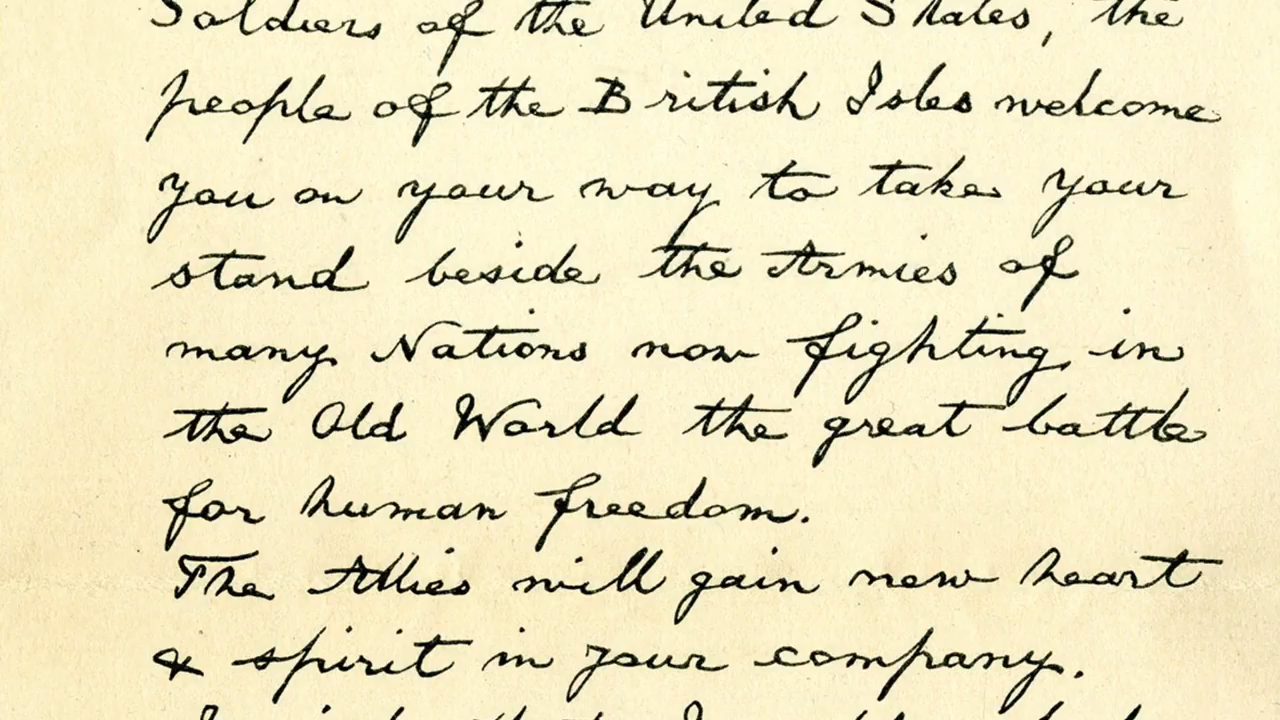 Soldiers of the United States, the
people of the British Isles welcome
you on your way to take your
stand beside the Armies of
many Nations now fighting in
the Old World the great battle
for human freedom.
The Allies will gain new heart
& spirit in your company.